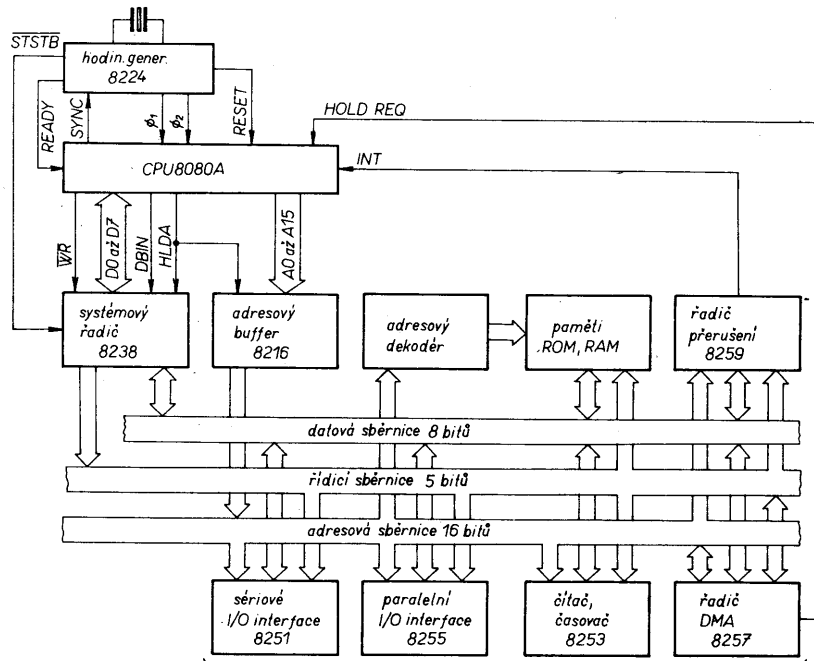 STSTB
hodin. gener.
8224
READY
SYNC
φ1
φ2
RESET
HOLD REQ
CPU8080A
INT
WR
D0 až D7
DBIN
HLDA
A0 až A15
systémový
řadič
8238
adresový
buffer
8216
adresový
dekodér
paměti
ROM, RAM
řadič
přerušení
8259
datová sběrnice 8 bitů
řídicí sběrnice 5 bitů
adresová sběrnice 16 bitů
sériové
I/O interface
8251
paralelní
I/O interface
8255
čítač,
časovač
8253
řadič
DMA
8257